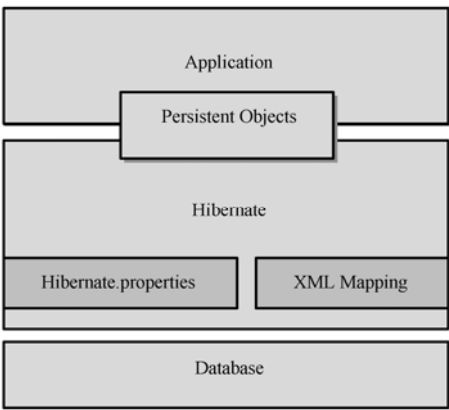 Application
Persistent Objects
Hibernate
Hibernate.properties
XML Mapping
Database